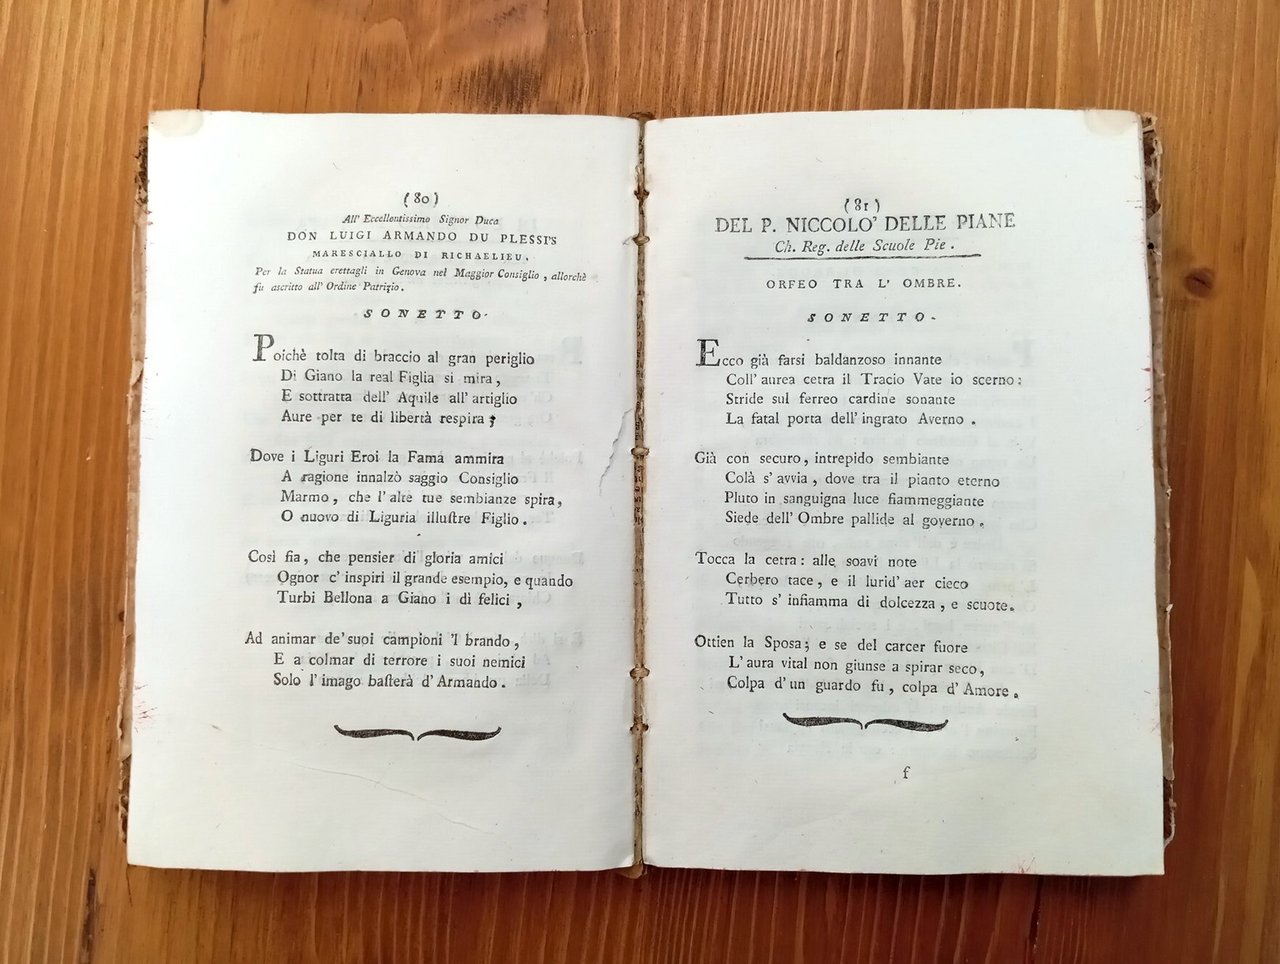 (80)
All' Eccellentissimo Signor Duca
DON LUIGI ARMANDO DU PLESSI'S
MARESCIALLO DI RICHAELIEU.
Per la Statua erettagli in Genova nel Maggior Consiglio, allorchè
fu ascritto all' Ordine Patrizio.
SONETTO.
Poichè tolta di braccio al gran periglio
Di Giano la real Figlia si mira,
E sottratta dell' Aquile all' artiglio
Aure per te di libertà respira;
Dove i Liguri Eroi la Fama ammira
A ragione innalzò saggio Consiglio
Marmo, che l' alte tue sembianze spira,
O nuovo di Liguria illuſtre Figlio.
Così fia, che pensier di gloria amici
Ognor c' inspiri il grande esempio, e quando
Turbi Bellona a Giano i dì felici,
Ad animar de' suoi campioni 'l brando,
E a colmar di terrore i suoi nemici
Solo l' imago baſterà d' Armando.
(81)
DEL P. NICCOLO' DELLE PIANE
Ch. Reg. delle Scuole Pie.
ORFEO TRA L' OMBRE.
SONETTO.
Ecco già farsi baldanzoso innante
Coll' aurea cetra il Tracio Vate io scerno:
Stride sul ferreo cardine sonante
La fatal porta dell' ingrato Averno.
Già con securo, intrepido sembiante
Colà s' avvia, dove tra il pianto eterno
Pluto in sanguigna luce fiammeggiante
Siede dell' Ombre pallide al governo.
Tocca la cetra: alle soavi note
Cerbero tace, e il lurid' aer cieco
Tutto s' infiamma di dolcezza, e scuote.
Ottien la Sposa; e se del carcer fuore
L' aura vital non giunse a spirar seco,
Colpa d' un guardo fu, colpa d' Amore.
f